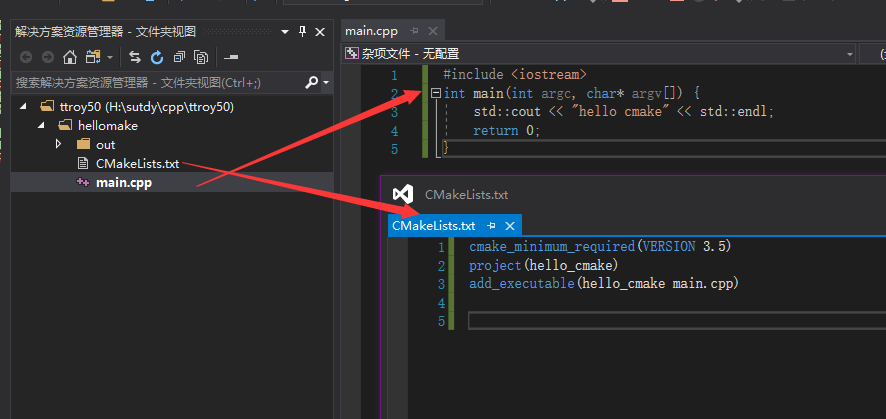 解决方案资源管理器 - 文件夹视图
搜索解决方案资源管理器 - 文件夹视图(Ctrl+;)
ttroy50 (H:\sutdy\cpp\ttroy50)
hellomake
out
CMakeLists.txt
main.cpp
main.cpp
杂项文件 - 无配置
1 #include <iostream>
2 int main(int argc, char* argv[]) {
3 std::cout << "hello cmake" << std::endl;
4 return 0;
5 }
CMakeLists.txt
CMakeLists.txt
1 cmake_minimum_required(VERSION 3.5)
2 project(hello_cmake)
3 add_executable(hello_cmake main.cpp)
4
5